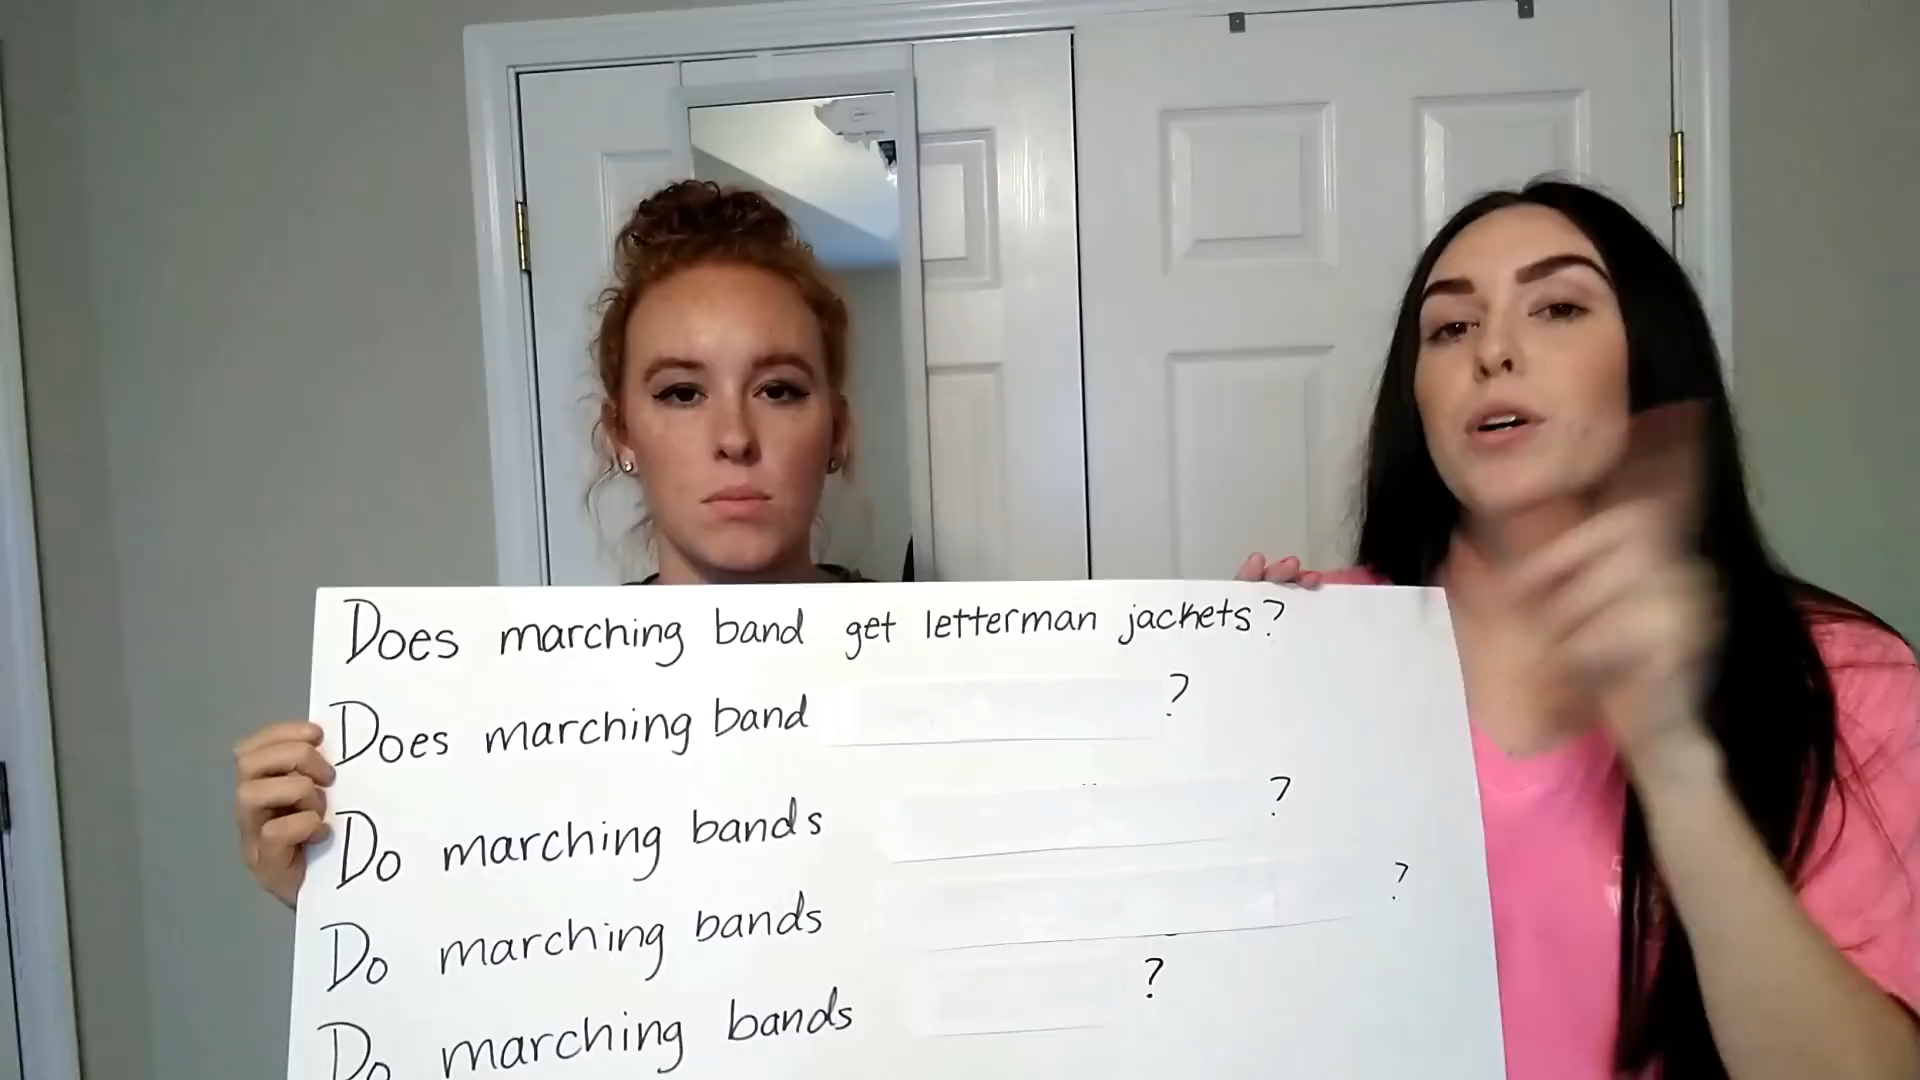 Does marching band get letterman jackets?
Does marching band ?
Do marching bands ?
Do marching bands ?
Do marching bands ?